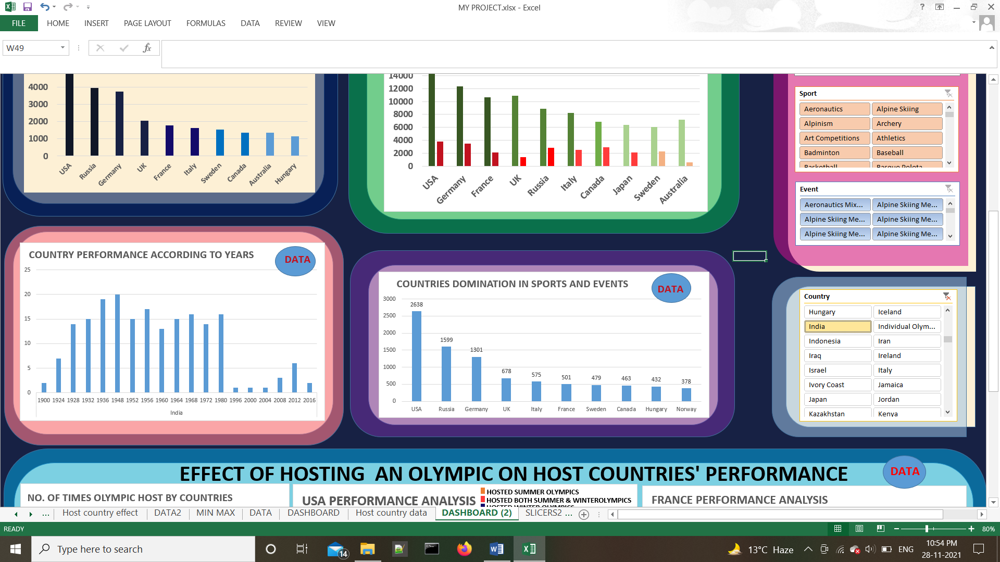 MY PROJECT.xlsx - Excel
?
FILE HOME INSERT PAGE LAYOUT FORMULAS DATA REVIEW VIEW
W49
fx
4000
3000
2000
1000
0
USA Russia Germany UK France Italy Sweden Canada Australia Hungary
14000
12000
10000
8000
6000
4000
2000
0
USA Germany France UK Russia Italy Canada Japan Sweden Australia
Sport
Aeronautics Alpine Skiing
Alpinism Archery
Art Competitions Athletics
Badminton Baseball
Basketball Basque Pelota
Event
Aeronautics Mix... Alpine Skiing Me...
Alpine Skiing Me... Alpine Skiing Me...
Alpine Skiing Me... Alpine Skiing Me...
COUNTRY PERFORMANCE ACCORDING TO YEARS
DATA
25
20
15
10
5
0
1900 1924 1928 1932 1936 1948 1952 1956 1960 1964 1968 1972 1980 1996 2000 2004 2008 2012 2016
India
COUNTRIES DOMINATION IN SPORTS AND EVENTS
DATA
3000
2500
2000
1500
1000
500
0
2638 1599 1301 678 575 501 479 463 432 378
USA Russia Germany UK Italy France Sweden Canada Hungary Norway
Country
Hungary Iceland
India Individual Olym...
Indonesia Iran
Iraq Ireland
Israel Italy
Ivory Coast Jamaica
Japan Jordan
Kazakhstan Kenya
EFFECT OF HOSTING AN OLYMPIC ON HOST COUNTRIES' PERFORMANCE
DATA
NO. OF TIMES OLYMPIC HOST BY COUNTRIES
USA PERFORMANCE ANALYSIS
HOSTED SUMMER OLYMPICS
HOSTED BOTH SUMMER & WINTEROLYMPICS
HOSTED WINTER OLYMPICS
FRANCE PERFORMANCE ANALYSIS
... Host country effect DATA2 MIN MAX DATA DASHBOARD Host country data DASHBOARD (2) SLICERS2 ...
READY
80%
Type here to search
14
13°C Haze
ENG
10:54 PM
28-11-2021